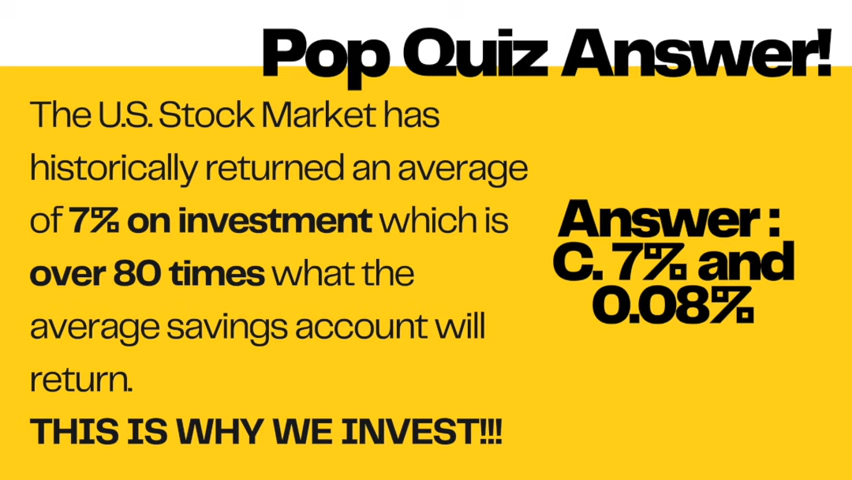 Pop Quiz Answer!
The U.S. Stock Market has
historically returned an average
of 7% on investment which is
over 80 times what the
average savings account will
return.
THIS IS WHY WE INVEST!!!
Answer :
C. 7% and
0.08%